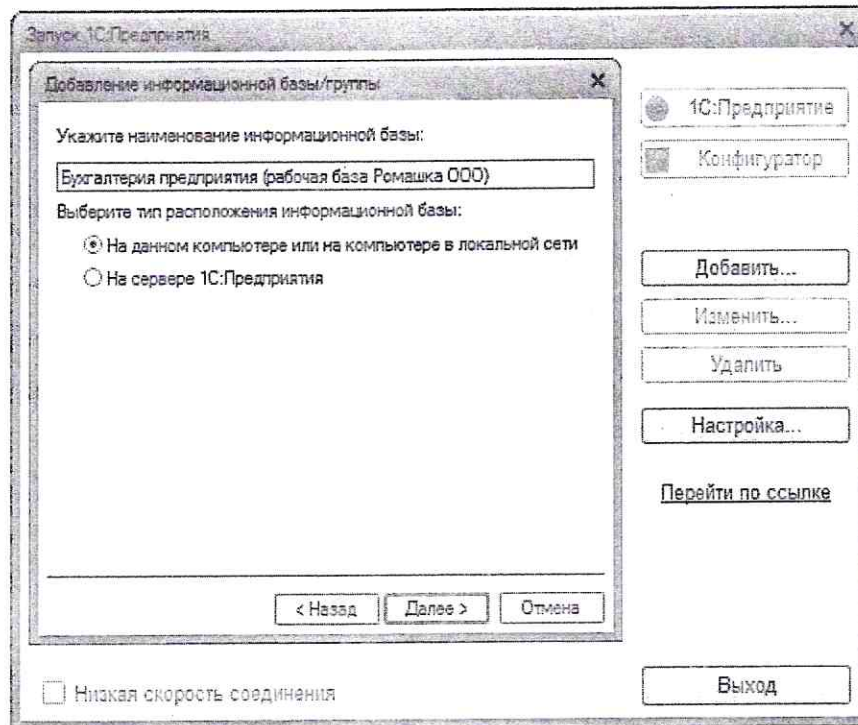 Запуск 1С:Предприятия
Добавление информационной базы/группы
Укажите наименование информационной базы:
Бухгалтерия предприятия (рабочая база Ромашка ООО)
Выберите тип расположения информационной базы:
На данном компьютере или на компьютере в локальной сети
На сервере 1С:Предприятия
< Назад
Далее >
Отмена
1С:Предприятие
Конфигуратор
Добавить...
Изменить...
Удалить
Настройка...
Перейти по ссылке
Низкая скорость соединения
Выход